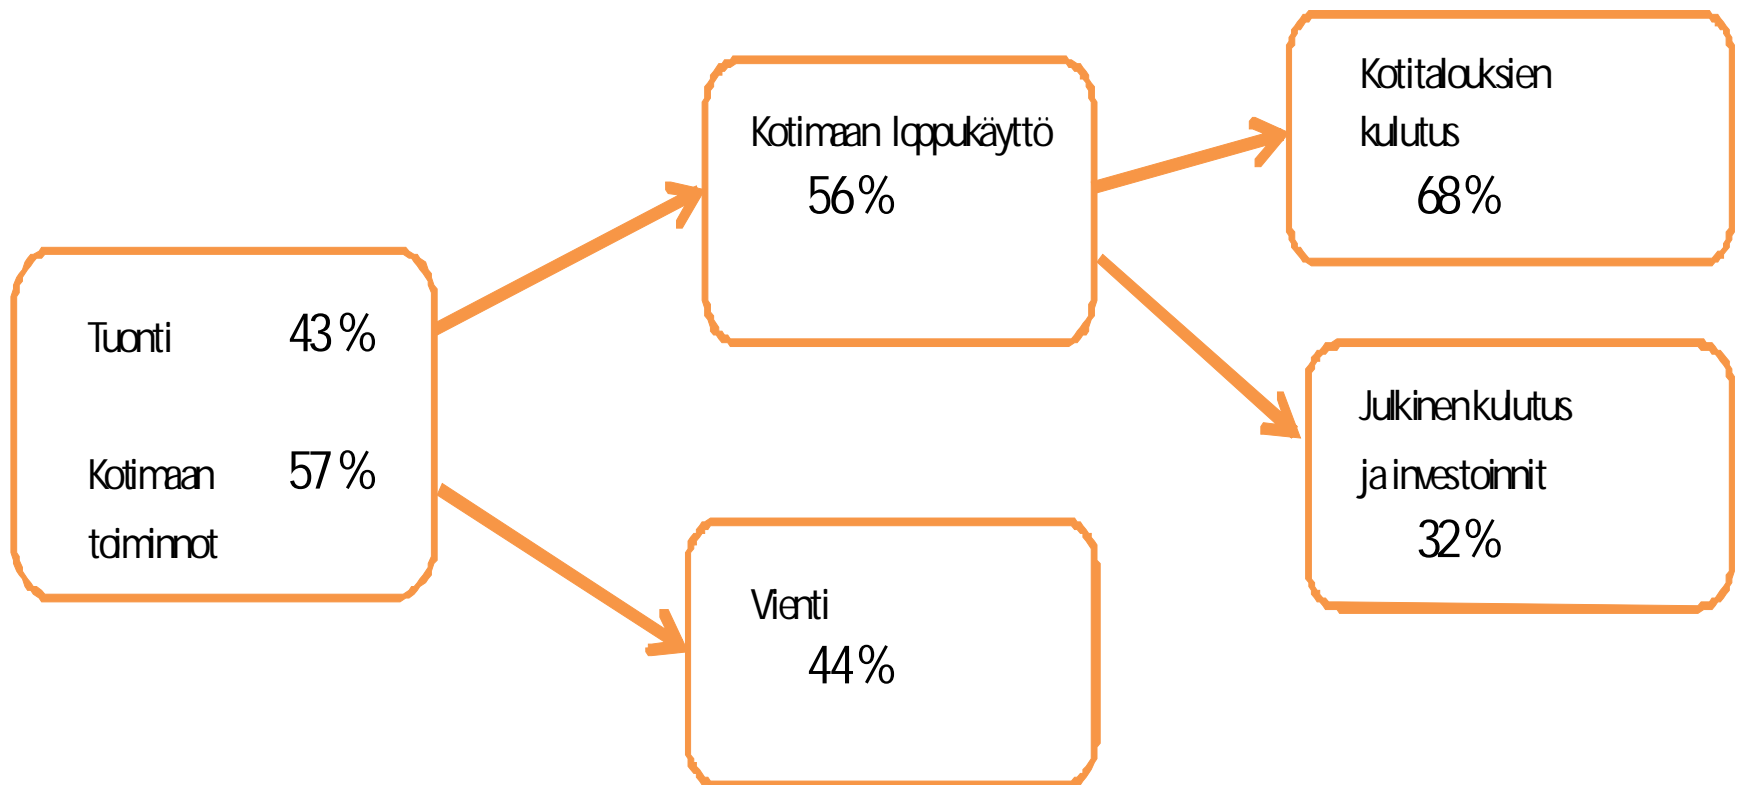 Tuonti 43%
Kotimaan 57%
toiminnot
Kotimaan loppukäyttö
56%
Vienti
44%
Kotitalouksien
kulutus
68%
Julkinen kulutus
ja investoinnit
32%